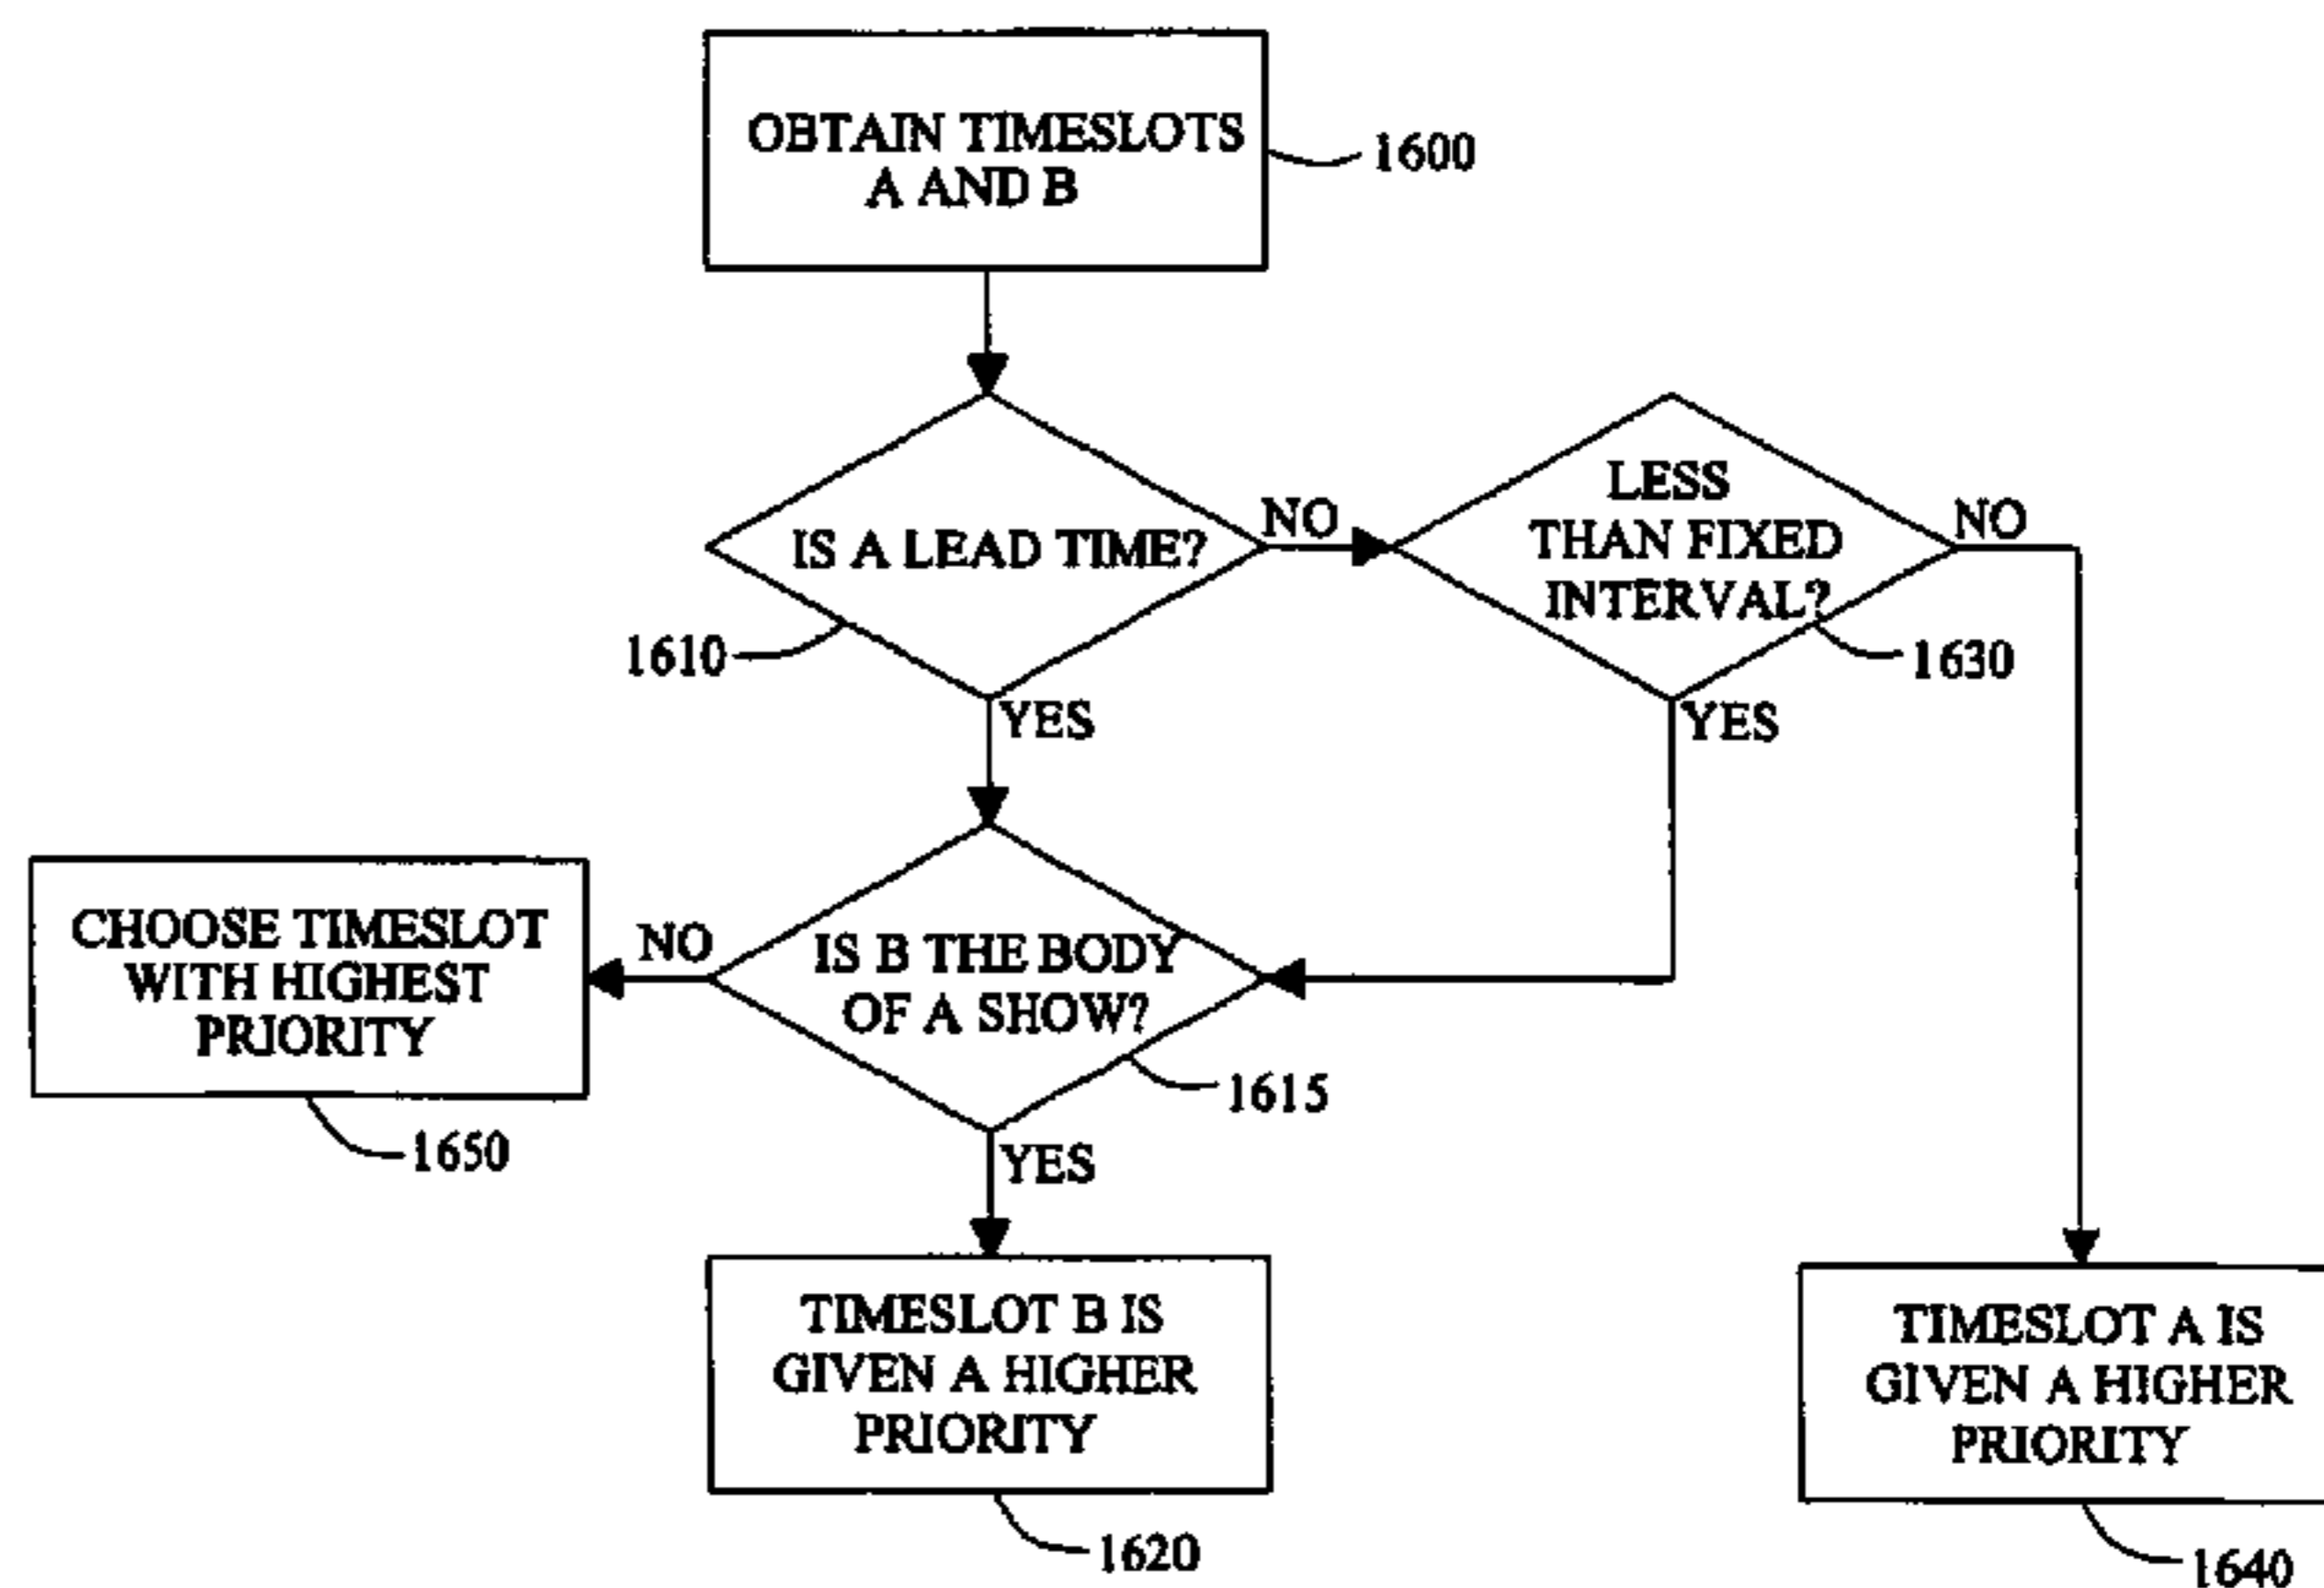 OBTAIN TIMESLOTS
A AND B
1600
IS A LEAD TIME?
NO
1610
YES
LESS
THAN FIXED
INTERVAL?
NO
1630
YES
IS B THE BODY
OF A SHOW?
NO
1615
YES
CHOOSE TIMESLOT
WITH HIGHEST
PRIORITY
1650
TIMESLOT B IS
GIVEN A HIGHER
PRIORITY
1620
TIMESLOT A IS
GIVEN A HIGHER
PRIORITY
1640